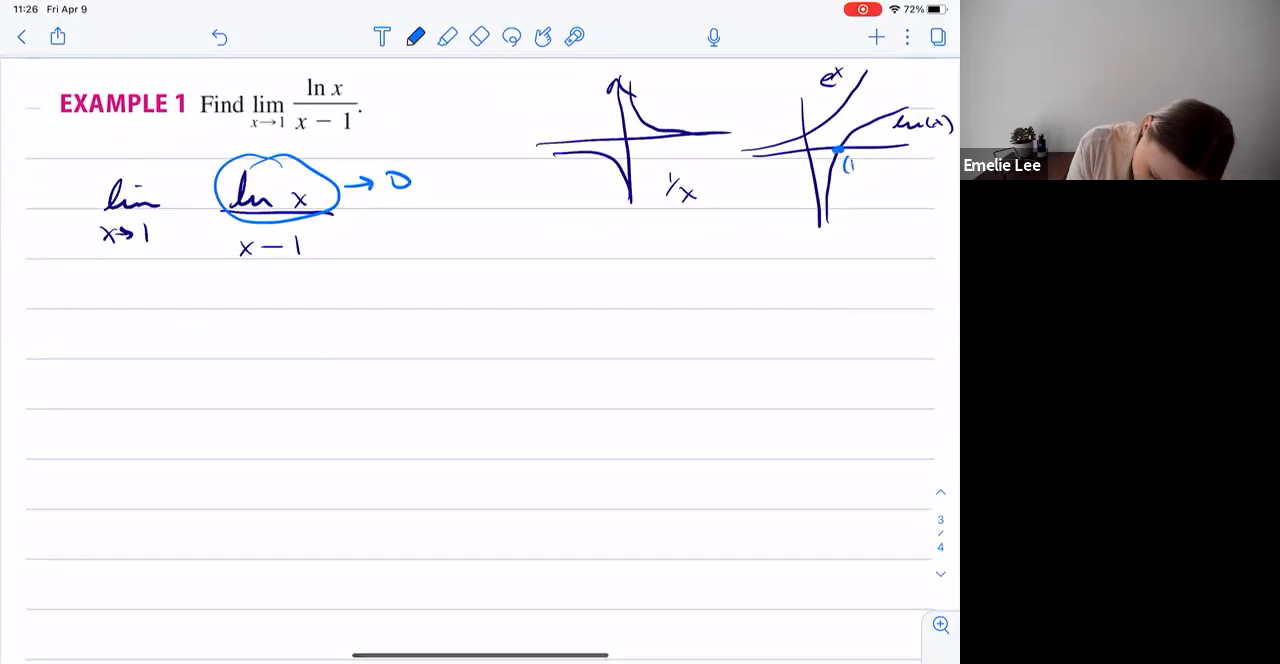 11:26 Fri Apr 9
72%
EXAMPLE 1 Find lim x→1 ln x / x − 1.
lim x→1 ln x / x − 1
→ 0
1/x
e^x
ln(x)
Emelie Lee
3
/
4